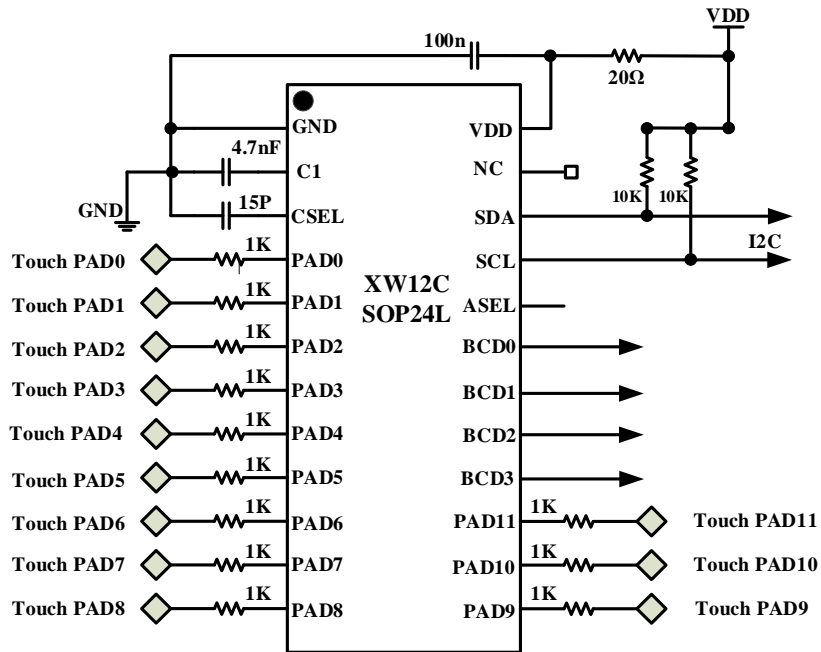 VDD
100n
20Ω
GND
VDD
4.7nF
C1
NC
10K
10K
GND
15P
CSEL
SDA
I2C
Touch PAD0
1K
PAD0
XW12C
SCL
Touch PAD1
1K
PAD1
SOP24L
ASEL
Touch PAD2
1K
PAD2
BCD0
Touch PAD3
1K
PAD3
BCD1
Touch PAD4
1K
PAD4
BCD2
Touch PAD5
1K
PAD5
BCD3
Touch PAD6
1K
PAD6
PAD11
1K
Touch PAD11
Touch PAD7
1K
PAD7
PAD10
1K
Touch PAD10
Touch PAD8
1K
PAD8
PAD9
1K
Touch PAD9